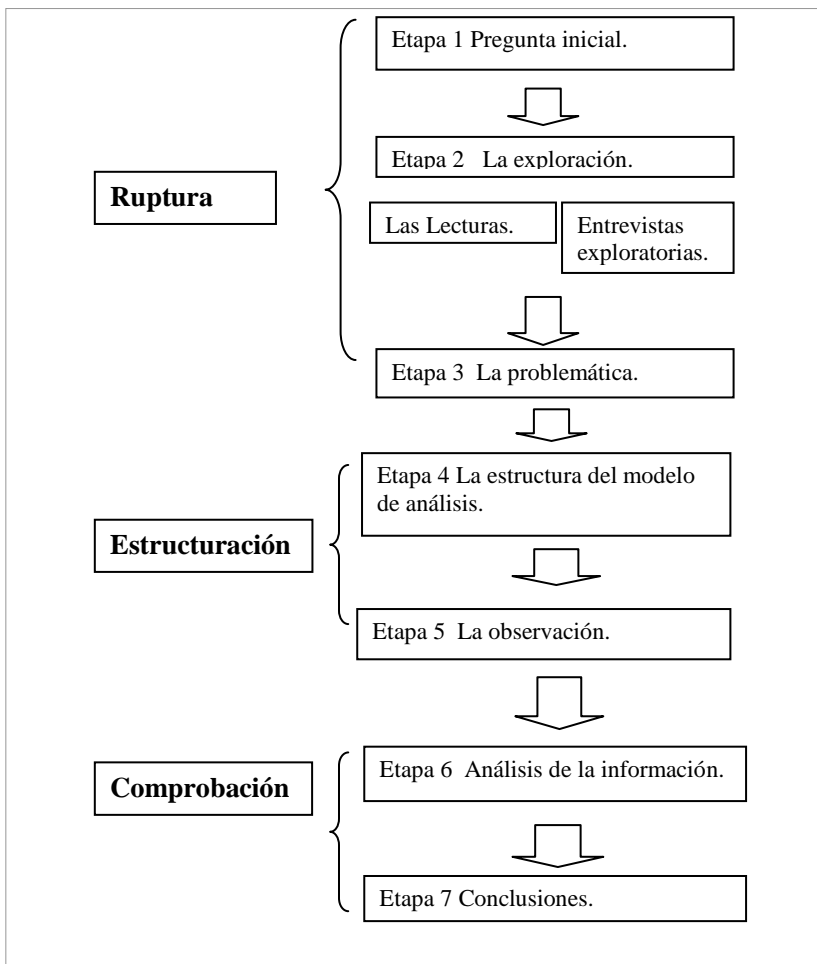 Etapa 1 Pregunta inicial.
Etapa 2 La exploración.
Ruptura
Las Lecturas.
Entrevistas
exploratorias.
Etapa 3 La problemática.
Etapa 4 La estructura del modelo
de análisis.
Estructuración
Etapa 5 La observación.
Etapa 6 Análisis de la información.
Comprobación
Etapa 7 Conclusiones.